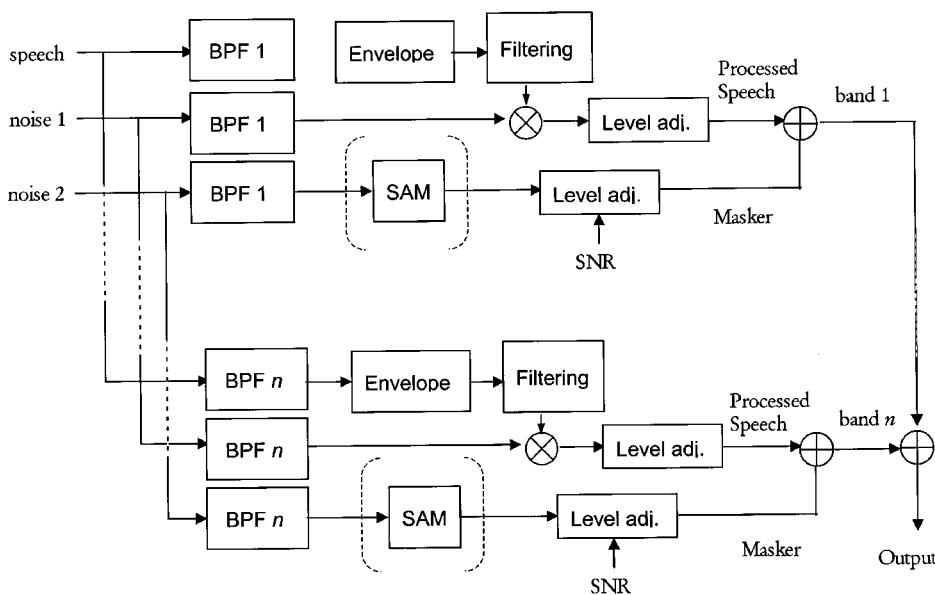 speech
BPF 1
Envelope
Filtering
Processed
Speech
band 1
noise 1
BPF 1
Level adj.
noise 2
BPF 1
SAM
Level adj.
Masker
SNR
BPF n
Envelope
Filtering
Processed
Speech
band n
BPF n
Level adj.
BPF n
SAM
Level adj.
Masker
Output
SNR